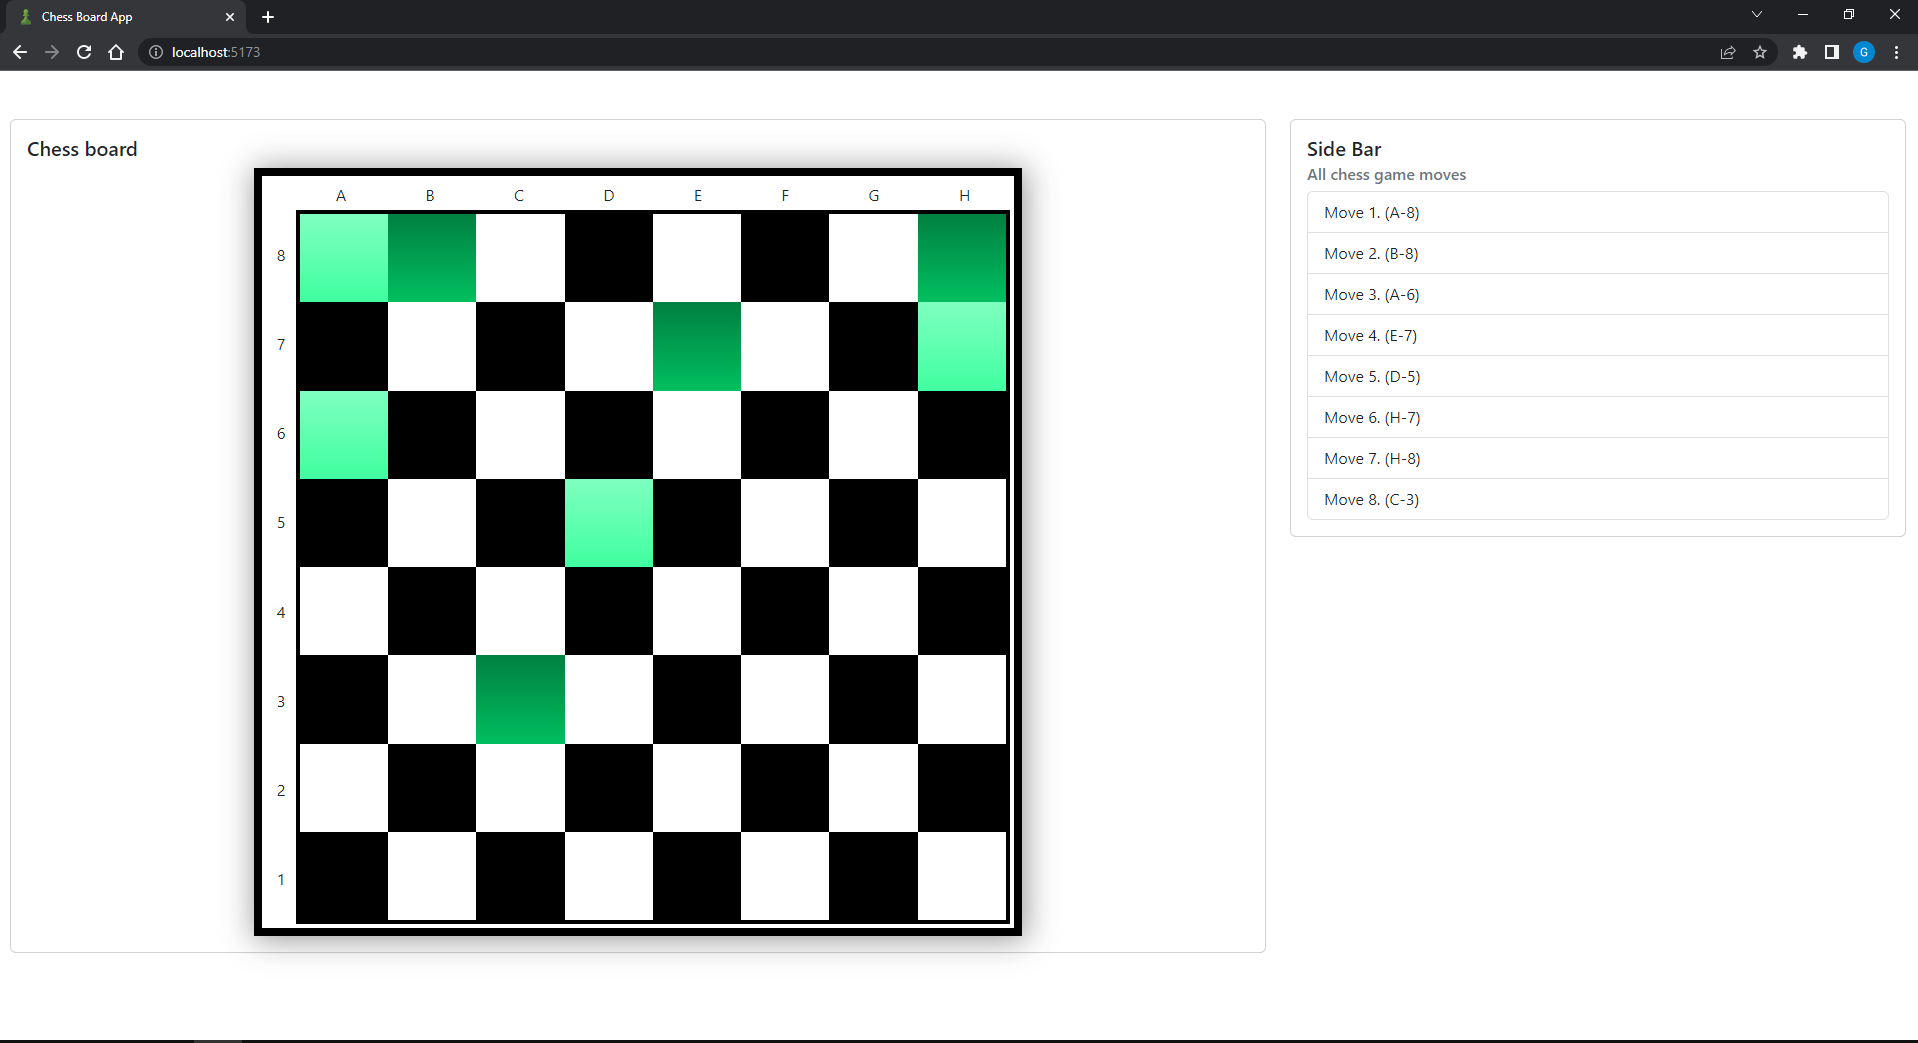 Chess Board App
localhost:5173
G
Chess board
A B C D E F G H
8
7
6
5
4
3
2
1
Side Bar
All chess game moves
Move 1. (A-8)
Move 2. (B-8)
Move 3. (A-6)
Move 4. (E-7)
Move 5. (D-5)
Move 6. (H-7)
Move 7. (H-8)
Move 8. (C-3)